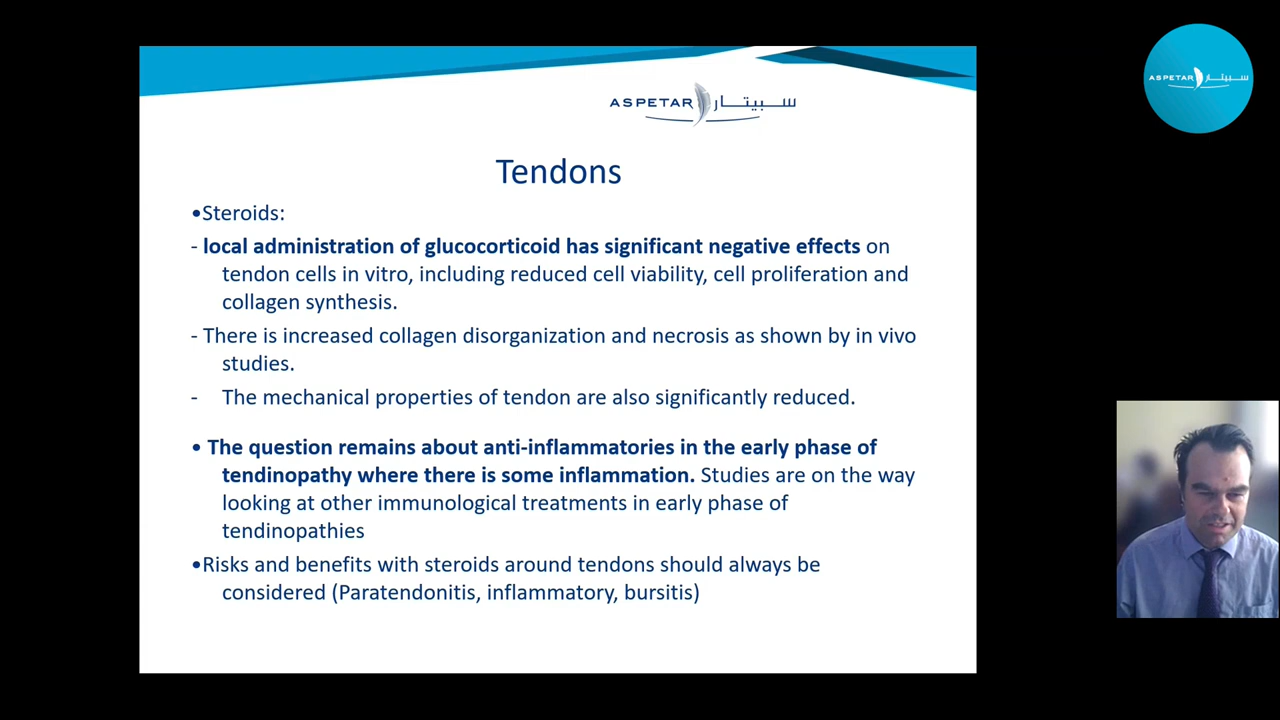 ASPETAR سبيتار
ASPETAR سبيتار
Tendons
•Steroids:
- local administration of glucocorticoid has significant negative effects on
tendon cells in vitro, including reduced cell viability, cell proliferation and
collagen synthesis.
- There is increased collagen disorganization and necrosis as shown by in vivo
studies.
- The mechanical properties of tendon are also significantly reduced.
• The question remains about anti-inflammatories in the early phase of
tendinopathy where there is some inflammation. Studies are on the way
looking at other immunological treatments in early phase of
tendinopathies
•Risks and benefits with steroids around tendons should always be
considered (Paratendonitis, inflammatory, bursitis)